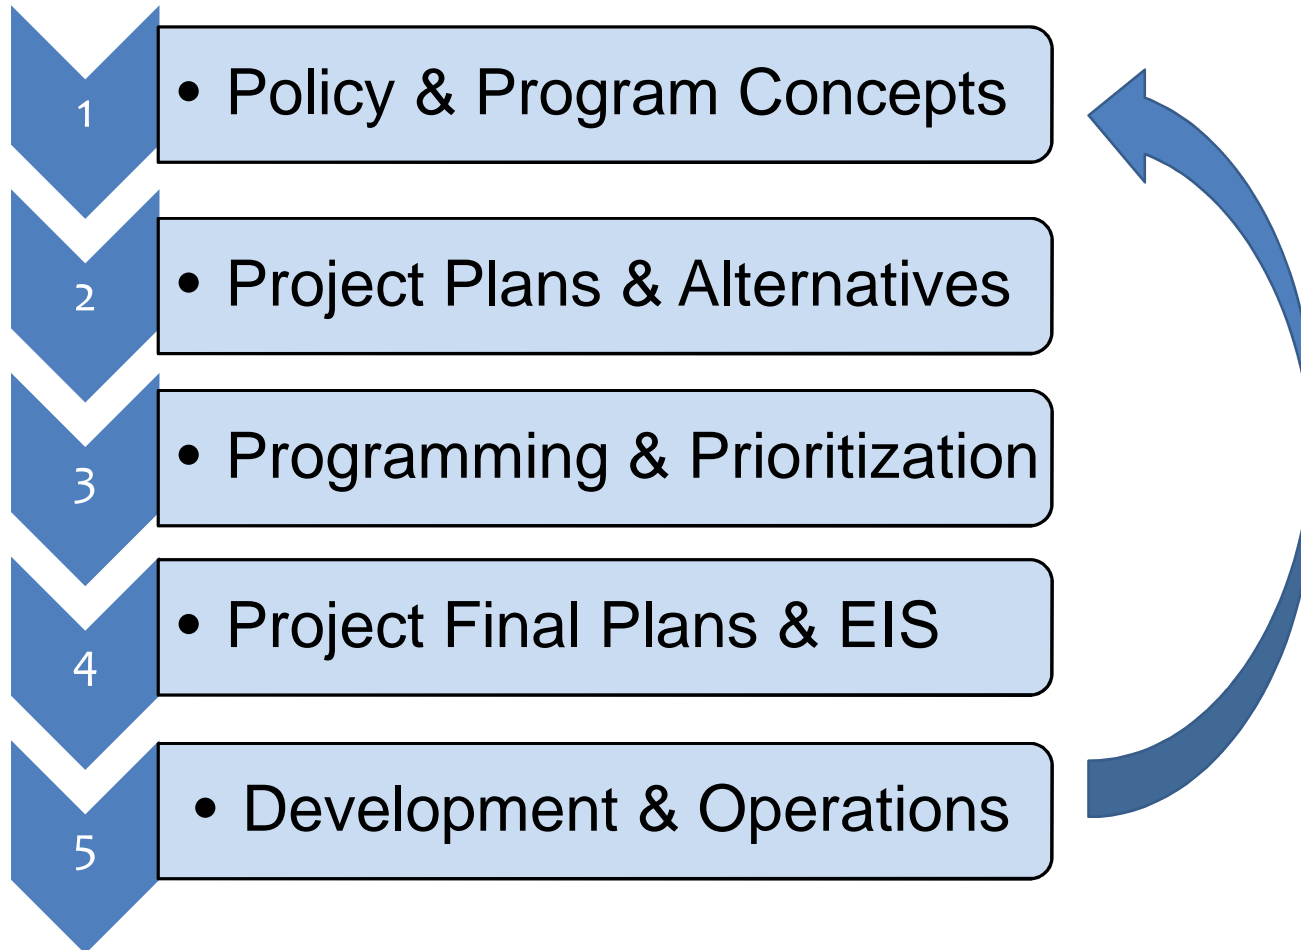 1
• Policy & Program Concepts
2
• Project Plans & Alternatives
3
• Programming & Prioritization
4
• Project Final Plans & EIS
5
• Development & Operations